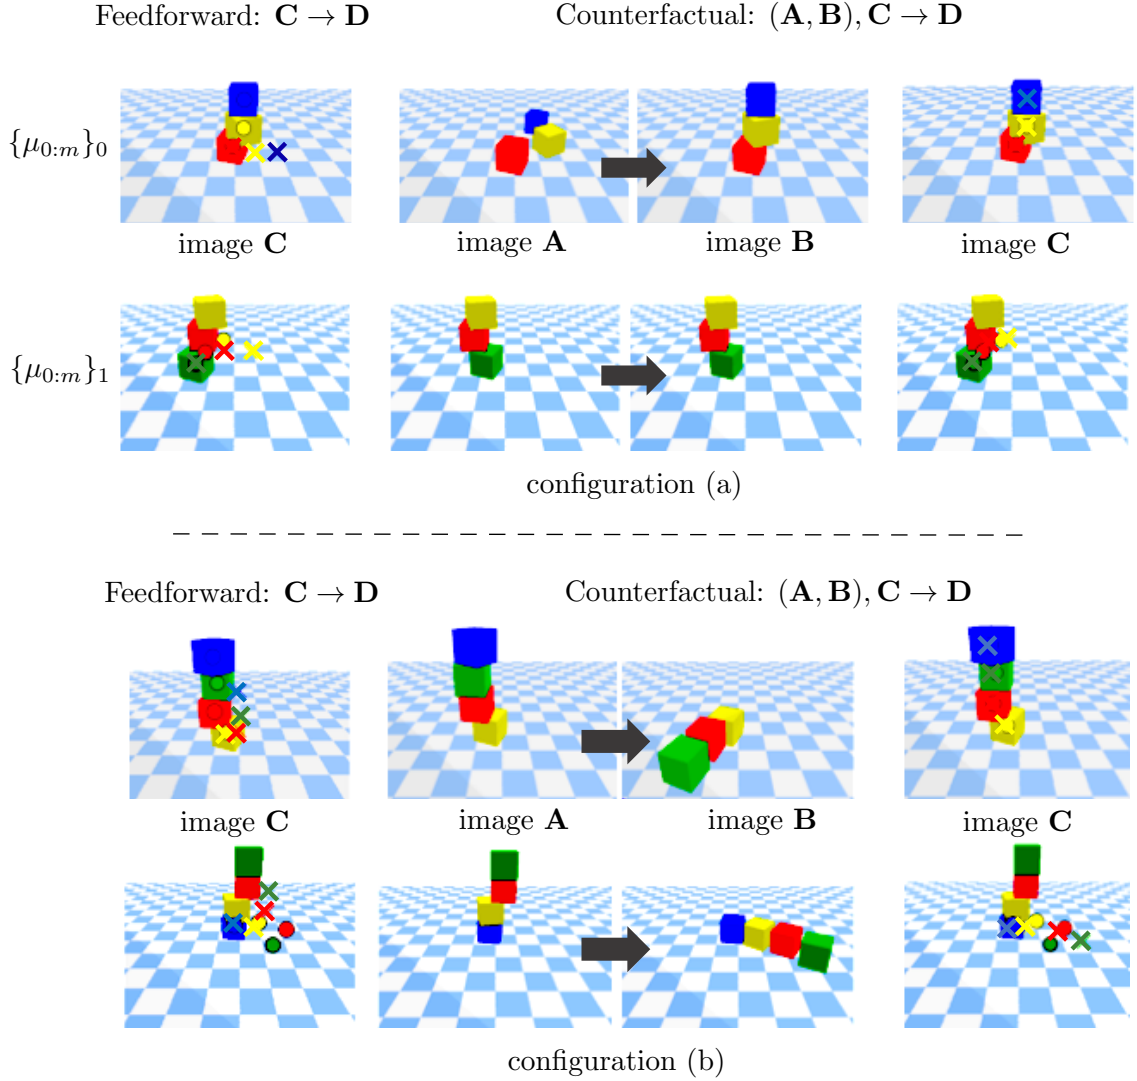 Feedforward: C → D Counterfactual: (A, B), C → D
{μ0:m}0
image C image A image B image C
{μ0:m}1
configuration (a)
Feedforward: C → D Counterfactual: (A, B), C → D
image C image A image B image C
configuration (b)